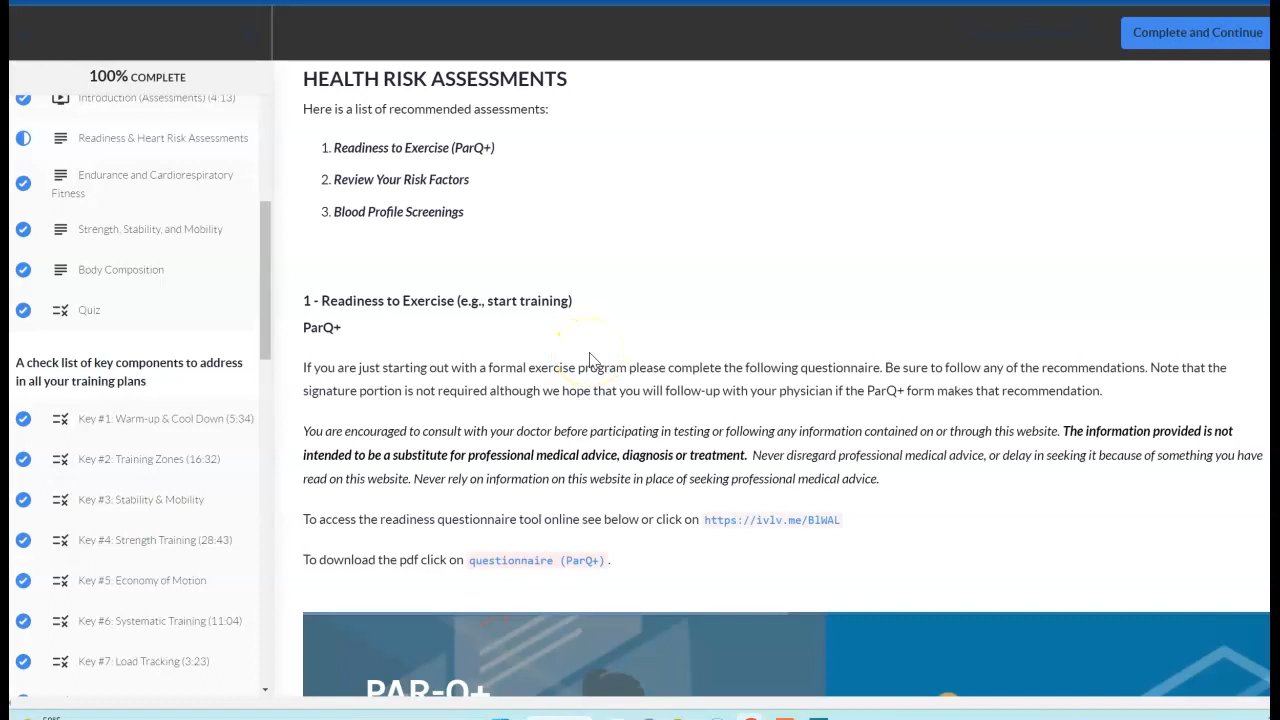 Complete and Continue
100% COMPLETE
Introduction (Assessments) (4:13)
Readiness & Heart Risk Assessments
Endurance and Cardiorespiratory
Fitness
Strength, Stability, and Mobility
Body Composition
Quiz
A check list of key components to address
in all your training plans
Key #1: Warm-up & Cool Down (5:34)
Key #2: Training Zones (16:32)
Key #3: Stability & Mobility
Key #4: Strength Training (28:43)
Key #5: Economy of Motion
Key #6: Systematic Training (11:04)
Key #7: Load Tracking (3:23)
HEALTH RISK ASSESSMENTS
Here is a list of recommended assessments:
1. Readiness to Exercise (ParQ+)
2. Review Your Risk Factors
3. Blood Profile Screenings
1 - Readiness to Exercise (e.g., start training)
ParQ+
If you are just starting out with a formal exercise program please complete the following questionnaire. Be sure to follow any of the recommendations. Note that the
signature portion is not required although we hope that you will follow-up with your physician if the ParQ+ form makes that recommendation.
You are encouraged to consult with your doctor before participating in testing or following any information contained on or through this website. The information provided is not
intended to be a substitute for professional medical advice, diagnosis or treatment. Never disregard professional medical advice, or delay in seeking it because of something you have
read on this website. Never rely on information on this website in place of seeking professional medical advice.
To access the readiness questionnaire tool online see below or click on https://ivlv.me/BlWAL
To download the pdf click on questionnaire (ParQ+) .
PAR-Q+